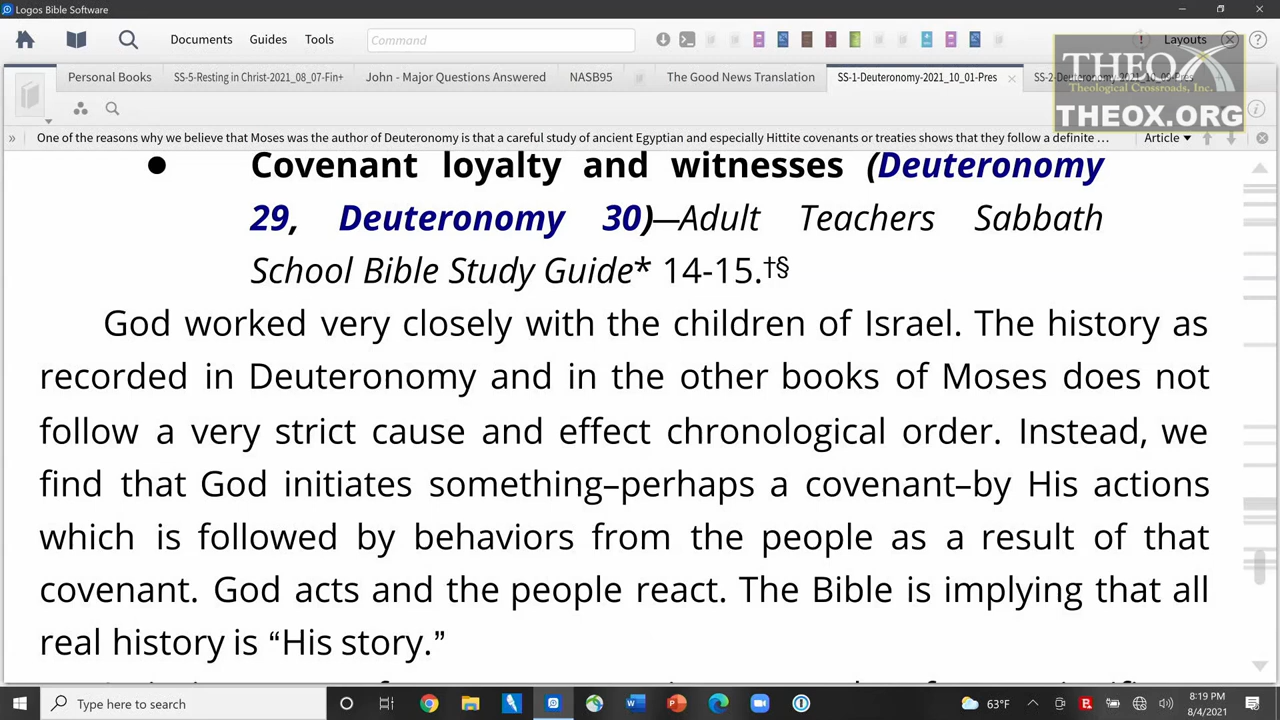 Logos Bible Software
Documents Guides Tools Command Layouts
Personal Books SS-5-Resting in Christ-2021_08_07-Fin+ John - Major Questions Answered NASB95 The Good News Translation SS-1-Deuteronomy-2021_10_01-Pres
THEOX
Theological Crossroads, Inc.
THEOX.ORG
» One of the reasons why we believe that Moses was the author of Deuteronomy is that a careful study of ancient Egyptian and especially Hittite covenants or treaties shows that they follow a definite ... Article
● Covenant loyalty and witnesses (Deuteronomy
29, Deuteronomy 30)—Adult Teachers Sabbath
School Bible Study Guide* 14-15.†§
God worked very closely with the children of Israel. The history as
recorded in Deuteronomy and in the other books of Moses does not
follow a very strict cause and effect chronological order. Instead, we
find that God initiates something–perhaps a covenant–by His actions
which is followed by behaviors from the people as a result of that
covenant. God acts and the people react. The Bible is implying that all
real history is “His story.”
Type here to search 63°F 8:19 PM
8/4/2021